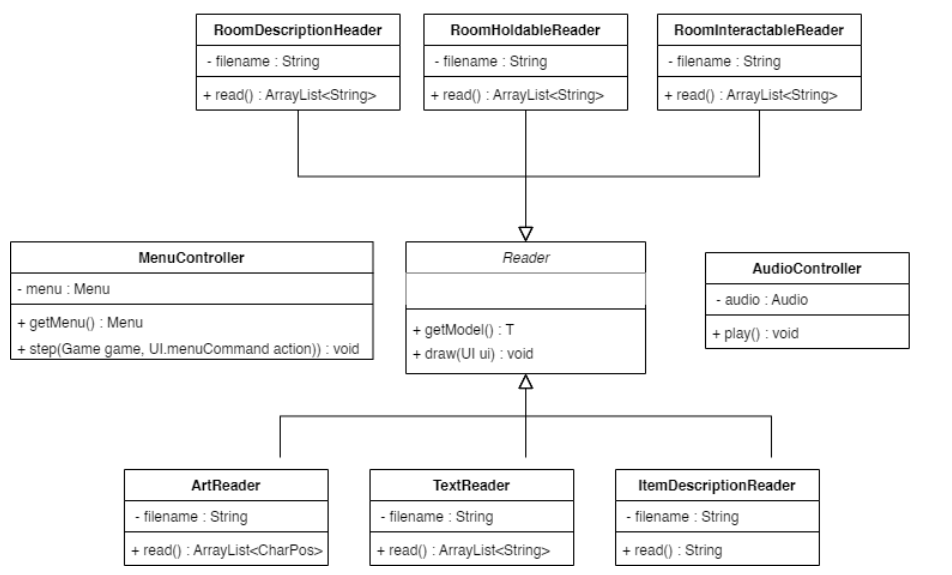 RoomDescriptionHeader
- filename : String
+ read() : ArrayList<String>
RoomHoldableReader
- filename : String
+ read() : ArrayList<String>
RoomInteractableReader
- filename : String
+ read() : ArrayList<String>
MenuController
- menu : Menu
+ getMenu() : Menu
+ step(Game game, UI.menuCommand action)) : void
Reader
+ getModel() : T
+ draw(UI ui) : void
AudioController
- audio : Audio
+ play() : void
ArtReader
- filename : String
+ read() : ArrayList<CharPos>
TextReader
- filename : String
+ read() : ArrayList<String>
ItemDescriptionReader
- filename : String
+ read() : String